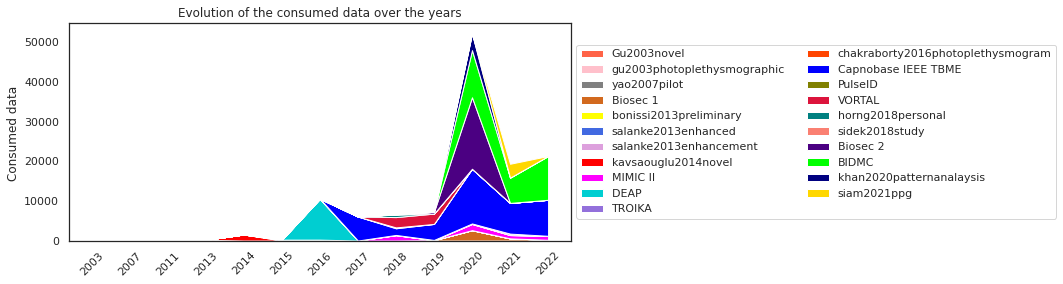 Evolution of the consumed data over the years
Consumed data
50000
40000
30000
20000
10000
0
2003
2007
2011
2013
2014
2015
2016
2017
2018
2019
2020
2021
2022
Gu2003novel
gu2003photoplethysmographic
yao2007pilot
Biosec 1
bonissi2013preliminary
salanke2013enhanced
salanke2013enhancement
kavsaouglu2014novel
MIMIC II
DEAP
TROIKA
chakraborty2016photoplethysmogram
Capnobase IEEE TBME
PulseID
VORTAL
horng2018personal
sidek2018study
Biosec 2
BIDMC
khan2020patternanalaysis
siam2021ppg